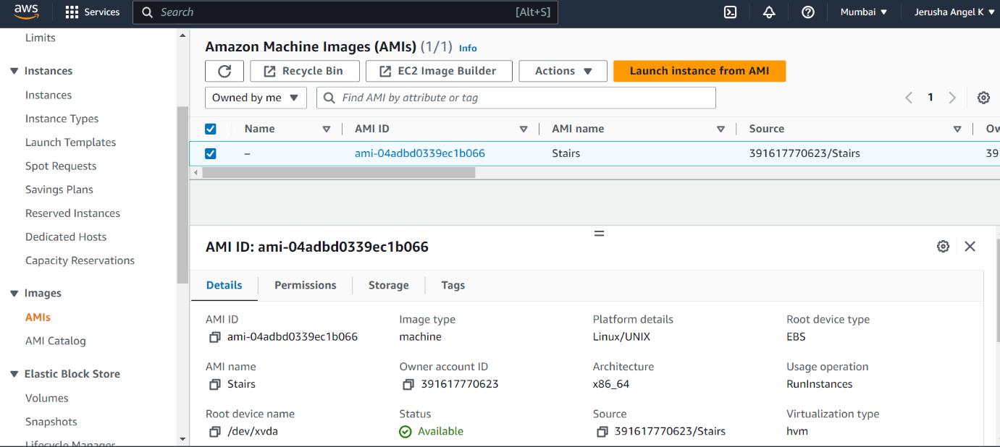 aws Services Search [Alt+S] Mumbai Jerusha Angel K
Limits
Instances
Instances
Instance Types
Launch Templates
Spot Requests
Savings Plans
Reserved Instances
Dedicated Hosts
Capacity Reservations
Images
AMIs
AMI Catalog
Elastic Block Store
Volumes
Snapshots
Lifecycle Manager
Amazon Machine Images (AMIs) (1/1) Info
Recycle Bin EC2 Image Builder Actions Launch instance from AMI
Owned by me Find AMI by attribute or tag 1
Name AMI ID AMI name Source Ow
– ami-04adbd0339ec1b066 Stairs 391617770623/Stairs 39
AMI ID: ami-04adbd0339ec1b066
Details Permissions Storage Tags
AMI ID Image type Platform details Root device type
ami-04adbd0339ec1b066 machine Linux/UNIX EBS
AMI name Owner account ID Architecture Usage operation
Stairs 391617770623 x86_64 RunInstances
Root device name Status Source Virtualization type
/dev/xvda Available 391617770623/Stairs hvm